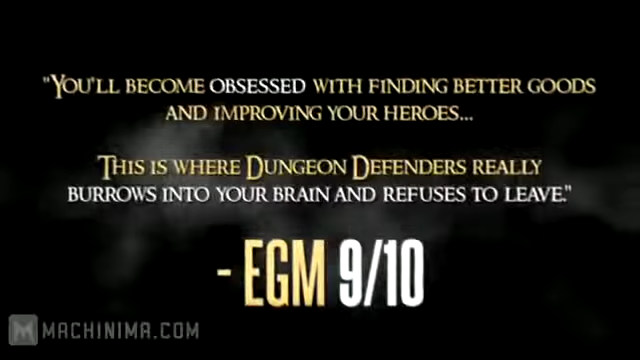 "YOU'LL BECOME OBSESSED WITH FINDING BETTER GOODS
AND IMPROVING YOUR HEROES...
THIS IS WHERE DUNGEON DEFENDERS REALLY
BURROWS INTO YOUR BRAIN AND REFUSES TO LEAVE."
- EGM 9/10
M MACHINIMA.COM